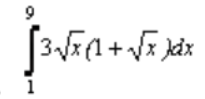 ∫₁⁹ 3√x(1 + √x)dx